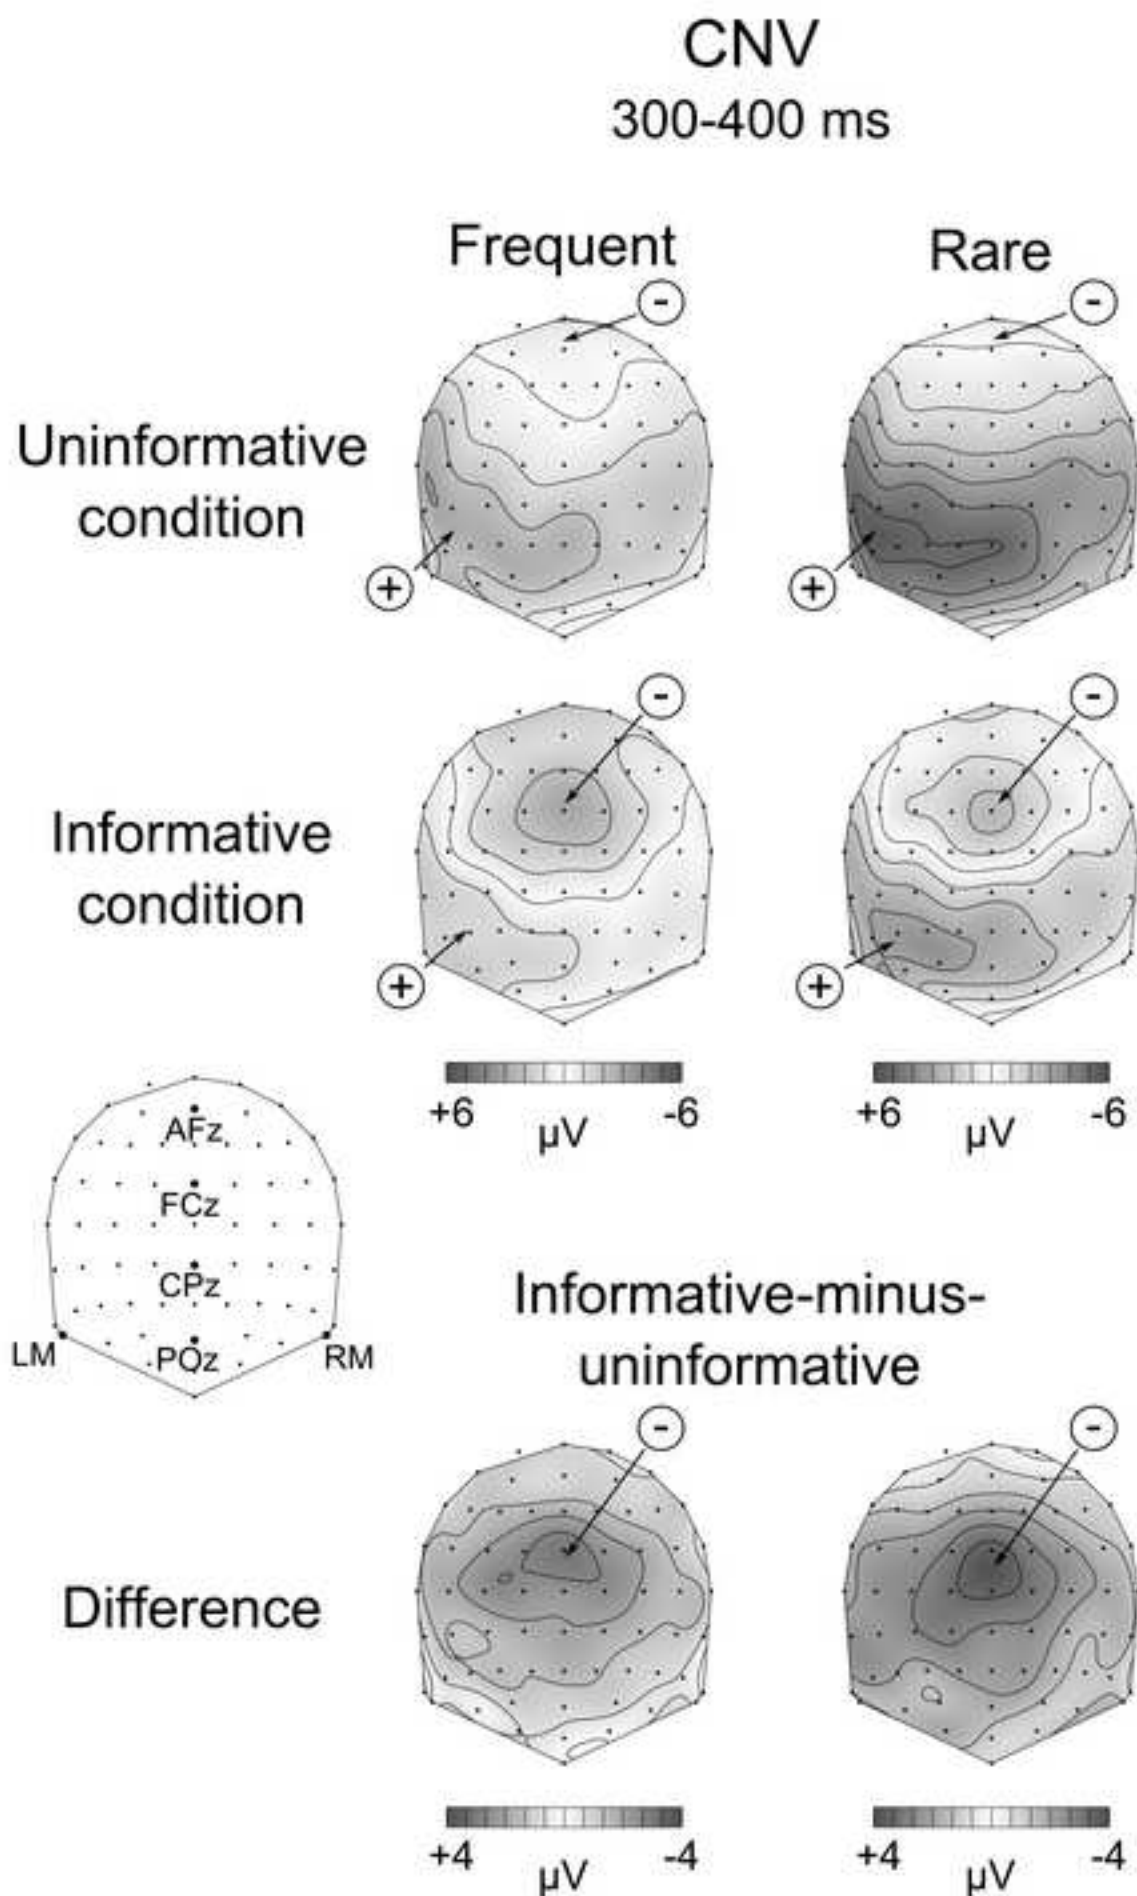 CNV
300-400 ms
Frequent
Rare
-
-
Uninformative
condition
+
+
-
-
Informative
condition
+
+
+6
-6
µV
+6
-6
µV
AFz
FCz
CPz
LM
POz
RM
Informative-minus-
uninformative
-
-
Difference
+4
-4
µV
+4
-4
µV